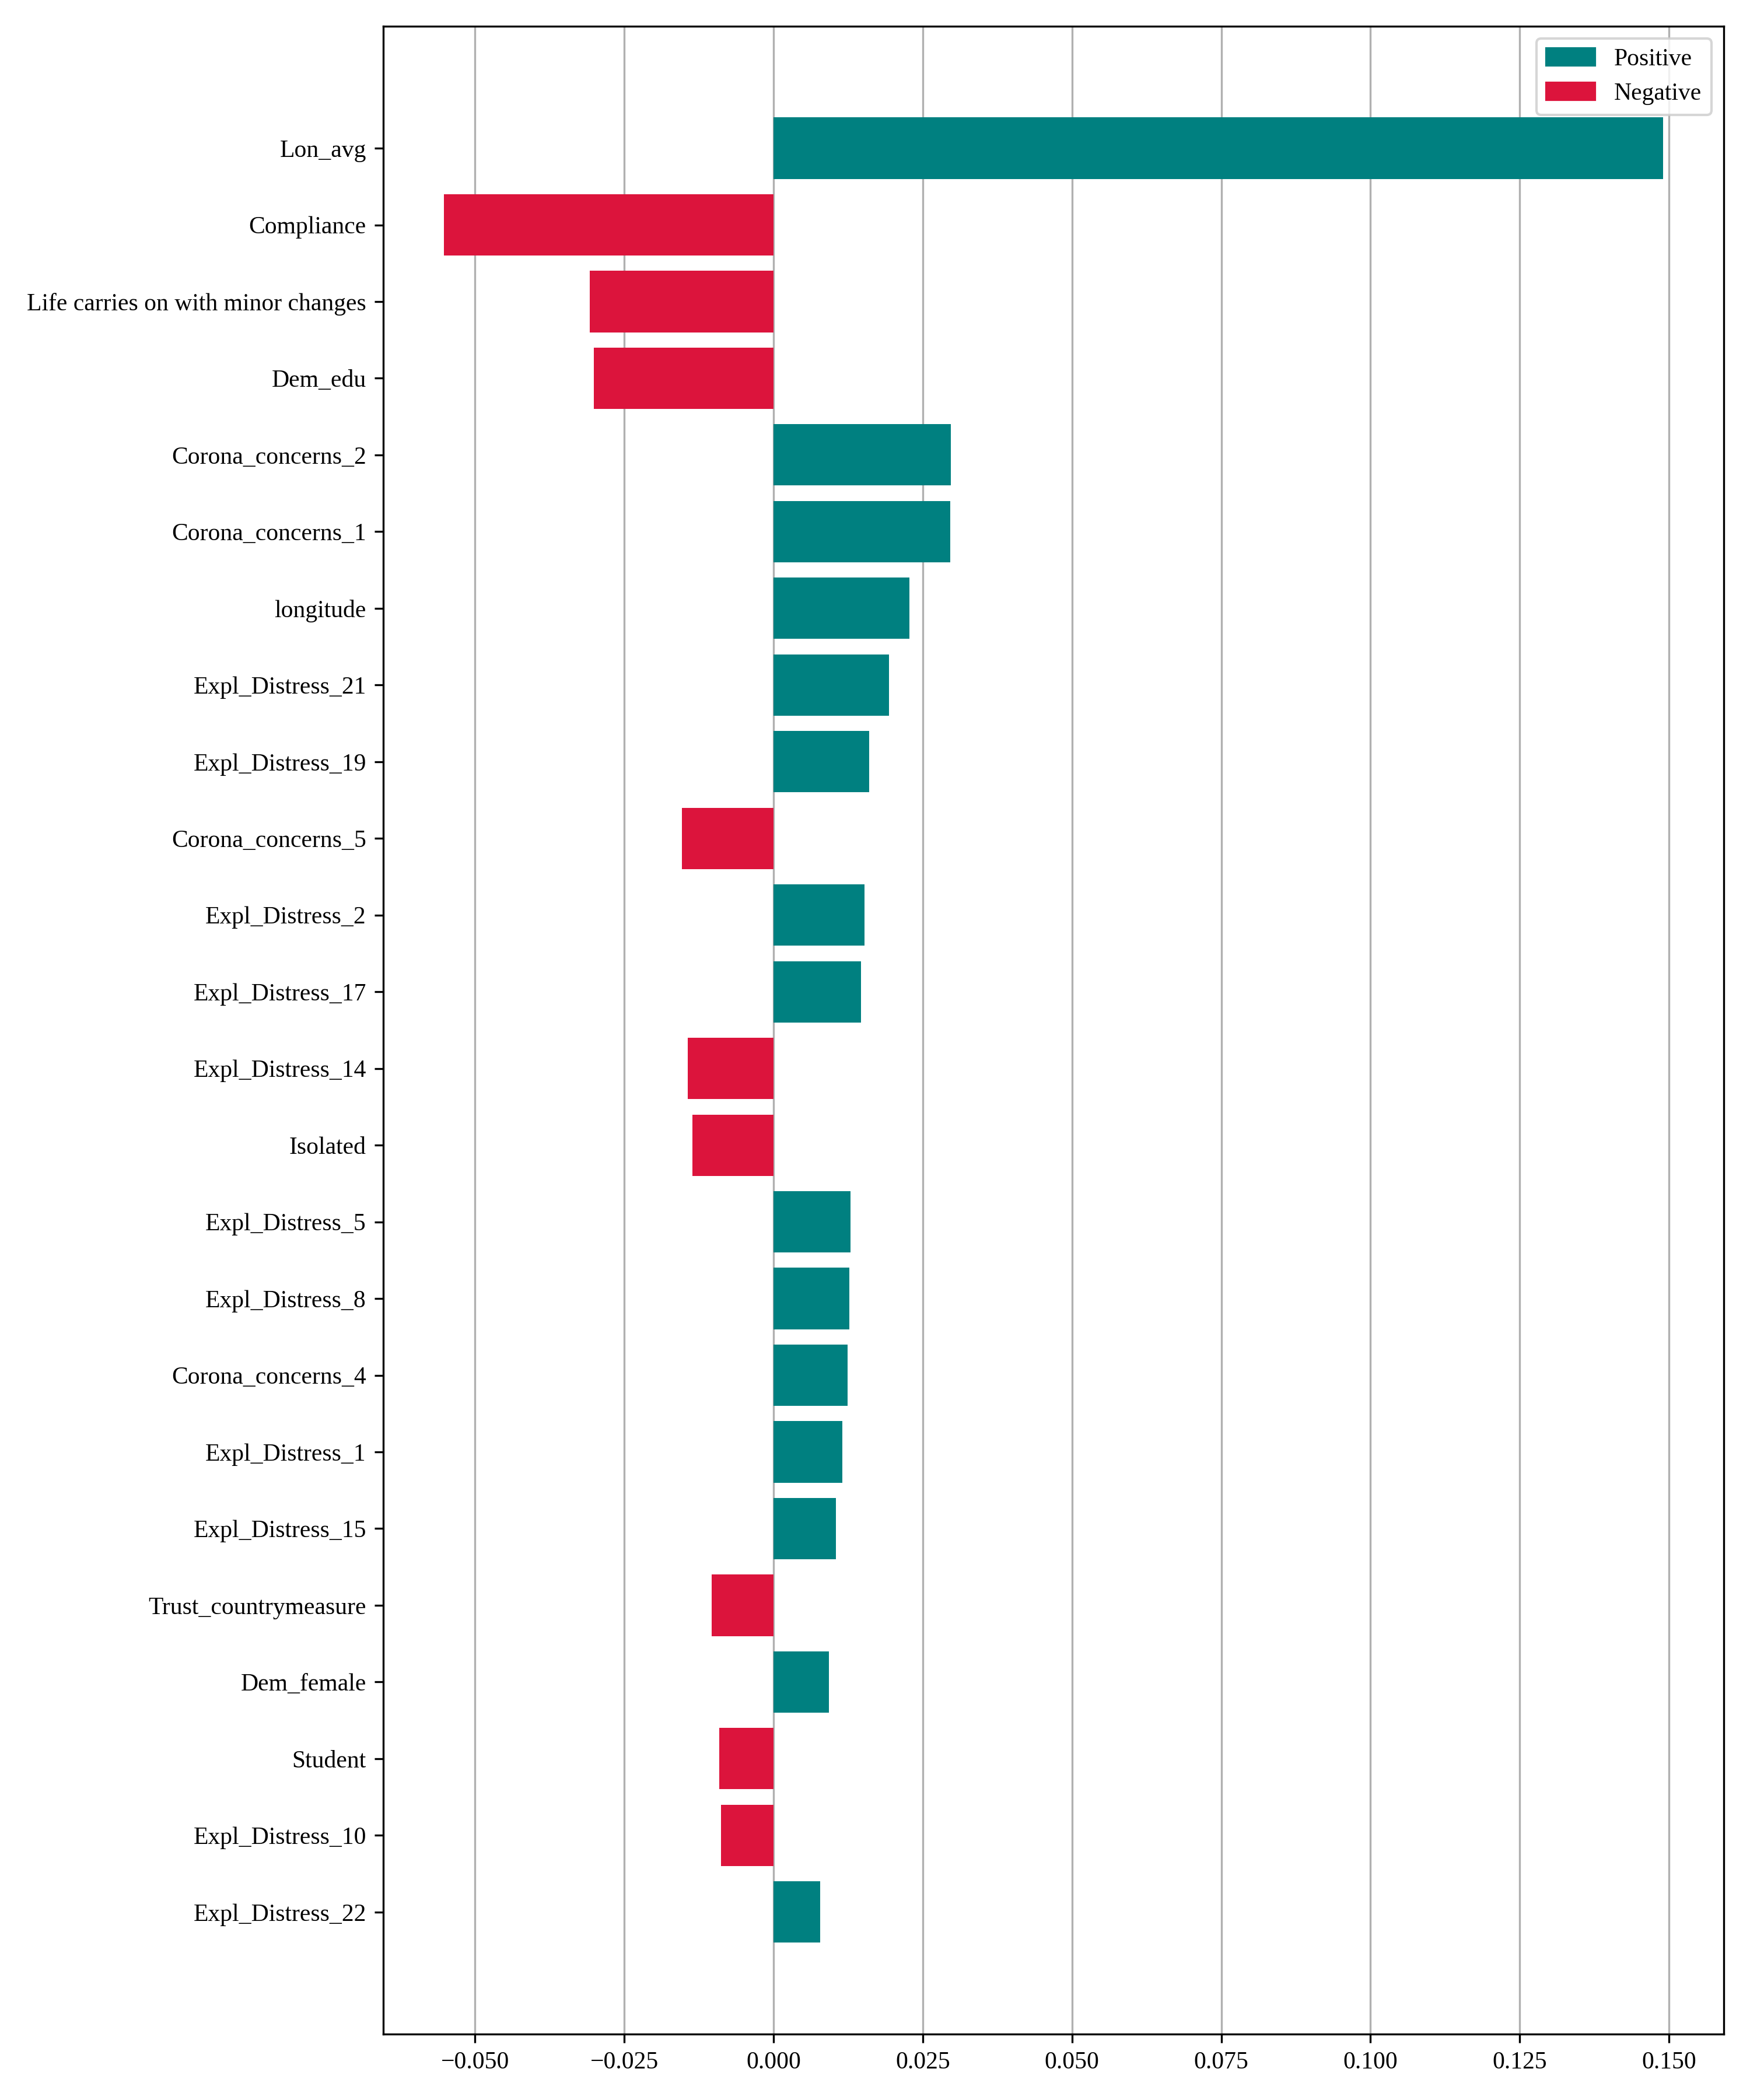 Positive
Negative
Lon_avg
Compliance
Life carries on with minor changes
Dem_edu
Corona_concerns_2
Corona_concerns_1
longitude
Expl_Distress_21
Expl_Distress_19
Corona_concerns_5
Expl_Distress_2
Expl_Distress_17
Expl_Distress_14
Isolated
Expl_Distress_5
Expl_Distress_8
Corona_concerns_4
Expl_Distress_1
Expl_Distress_15
Trust_countrymeasure
Dem_female
Student
Expl_Distress_10
Expl_Distress_22
−0.050 −0.025 0.000 0.025 0.050 0.075 0.100 0.125 0.150